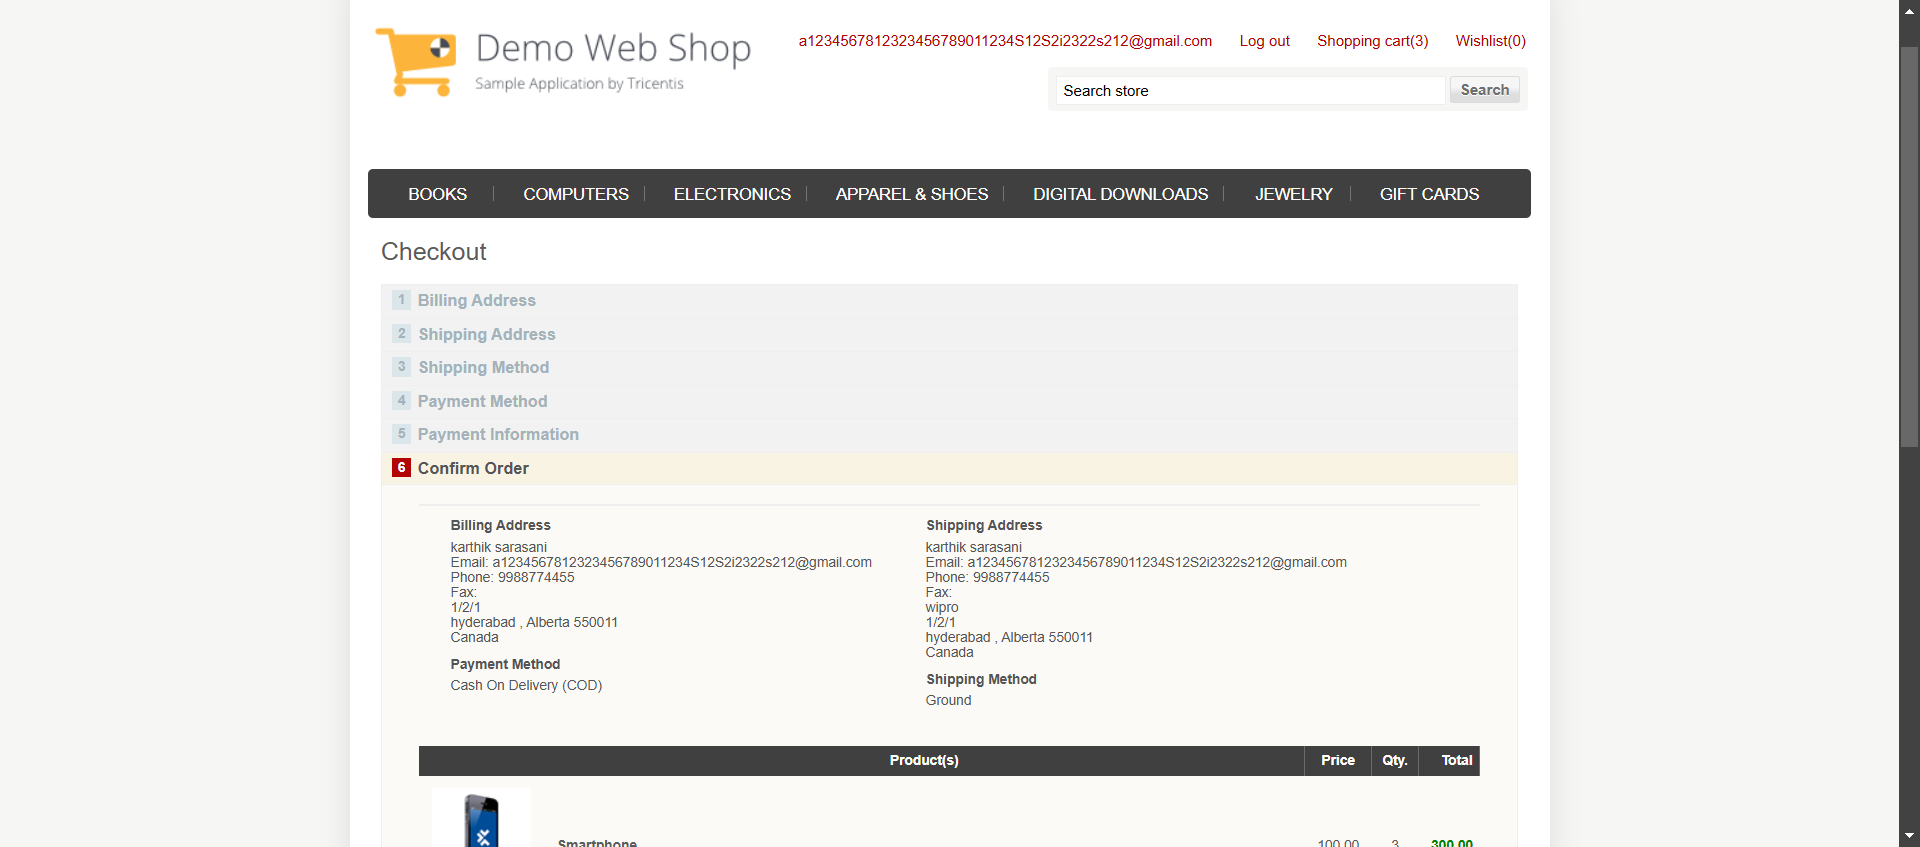 Demo Web Shop
Sample Application by Tricentis
a1234567812323456789011234S12S2i2322s212@gmail.com Log out Shopping cart(3) Wishlist(0)
Search store Search
BOOKS COMPUTERS ELECTRONICS APPAREL & SHOES DIGITAL DOWNLOADS JEWELRY GIFT CARDS
Checkout
1 Billing Address
2 Shipping Address
3 Shipping Method
4 Payment Method
5 Payment Information
6 Confirm Order
Billing Address
karthik sarasani
Email: a1234567812323456789011234S12S2i2322s212@gmail.com
Phone: 9988774455
Fax:
1/2/1
hyderabad , Alberta 550011
Canada
Payment Method
Cash On Delivery (COD)
Shipping Address
karthik sarasani
Email: a1234567812323456789011234S12S2i2322s212@gmail.com
Phone: 9988774455
Fax:
wipro
1/2/1
hyderabad , Alberta 550011
Canada
Shipping Method
Ground
Product(s) Price Qty. Total
Smartphone 100.00 3 300.00